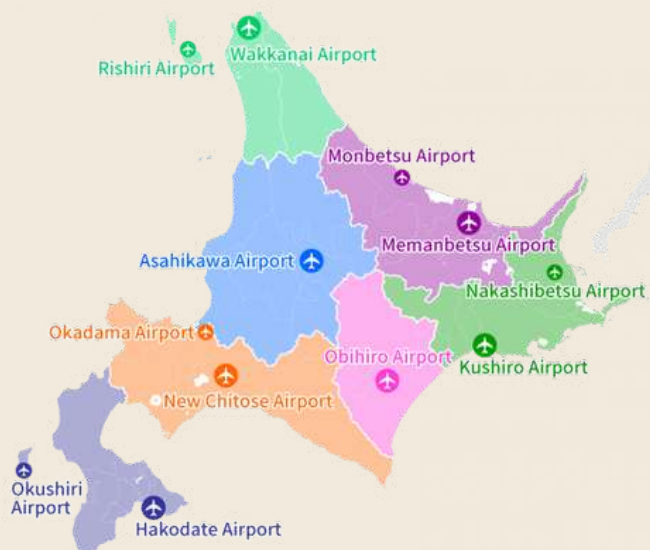 Wakkanai Airport
Rishiri Airport
Monbetsu Airport
Memanbetsu Airport
Asahikawa Airport
Nakashibetsu Airport
Okadama Airport
Obihiro Airport
Kushiro Airport
New Chitose Airport
Okushiri
Airport
Hakodate Airport